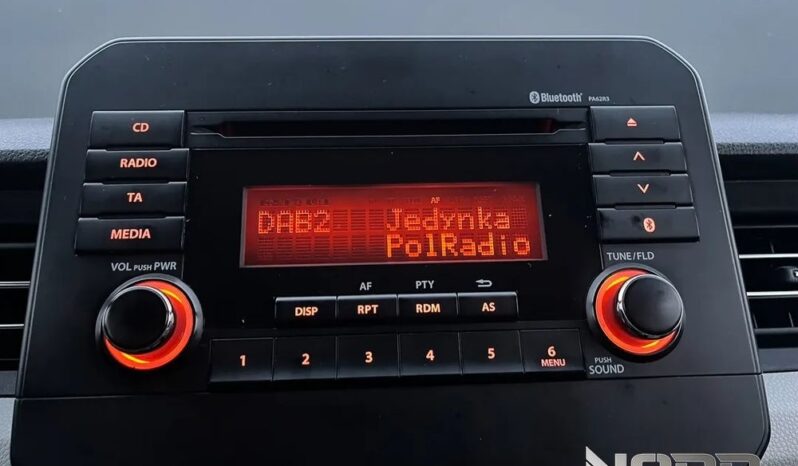 Bluetooth PA62R3
CD
RADIO
TA
MEDIA
VOL PUSH PWR
AF
DAB2 Jedynka
PolRadio
AF PTY
DISP RPT RDM AS
1 2 3 4 5 6
MENU
TUNE/FLD
PUSH
SOUND